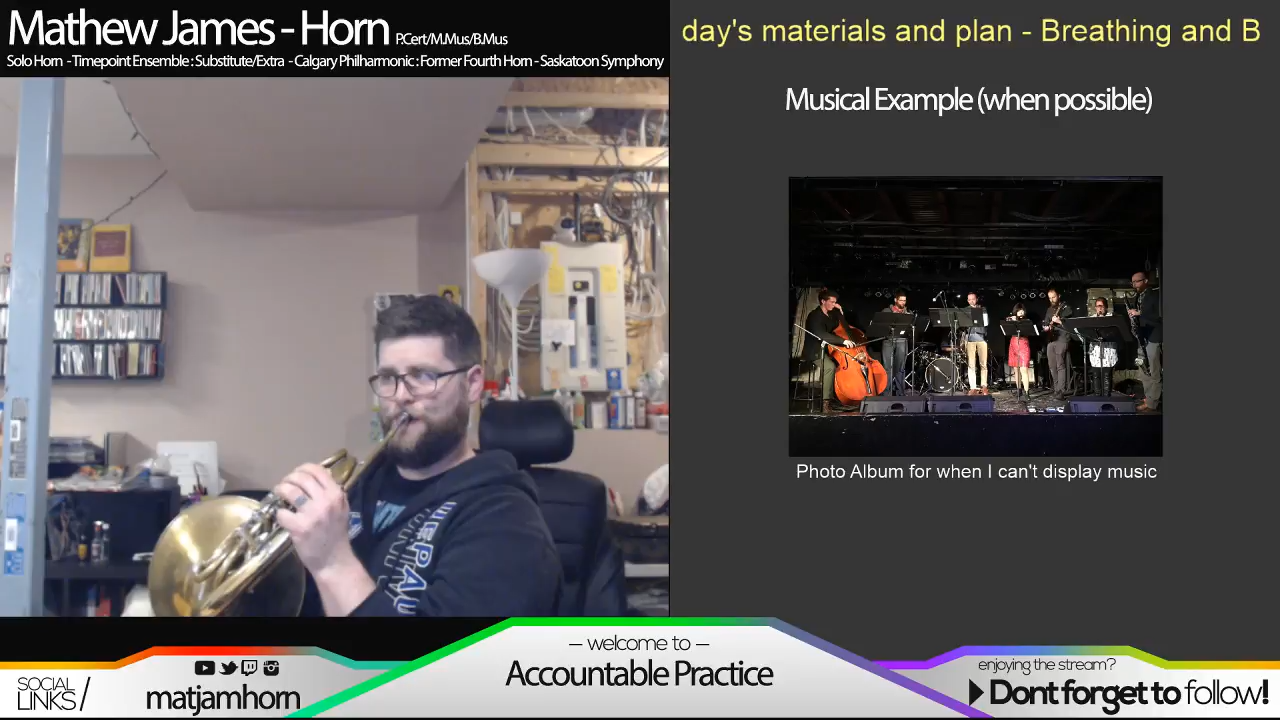 Mathew James - Horn P.Cert/M.Mus/B.Mus
Solo Horn - Timepoint Ensemble : Substitute/Extra - Calgary Philharmonic : Former Fourth Horn - Saskatoon Symphony
day's materials and plan - Breathing and B
Musical Example (when possible)
Photo Album for when I can't display music
— welcome to —
Accountable Practice
SOCIAL
LINKS
matjamhorn
enjoying the stream?
Dont forget to follow!